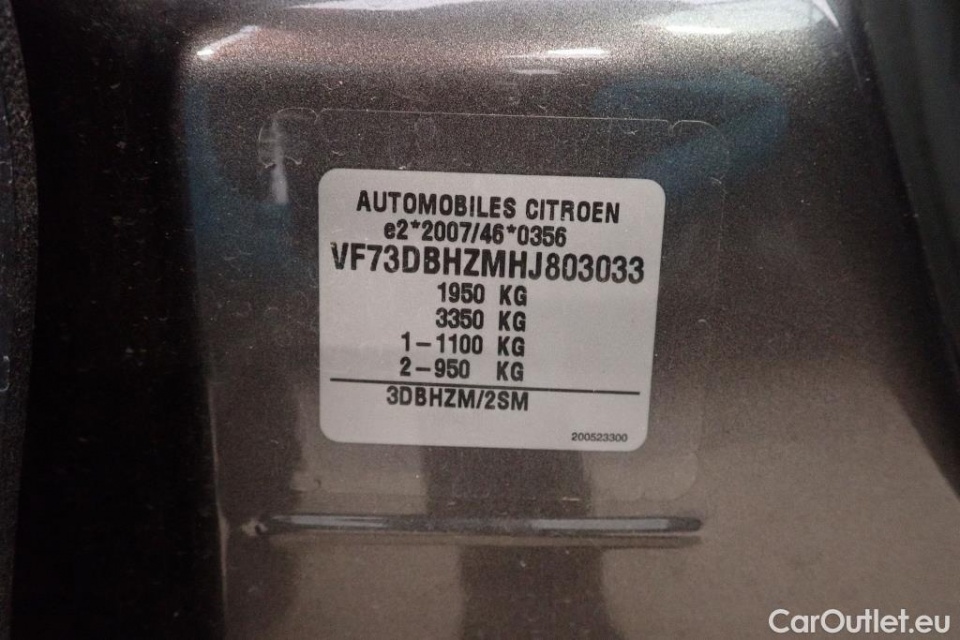 AUTOMOBILES CITROEN
e2*2007/46*0356
VF73DBHZMHJ803033
1950 KG
3350 KG
1-1100 KG
2-950 KG
3DBHZM/2SM
200523300
CarOutlet.eu